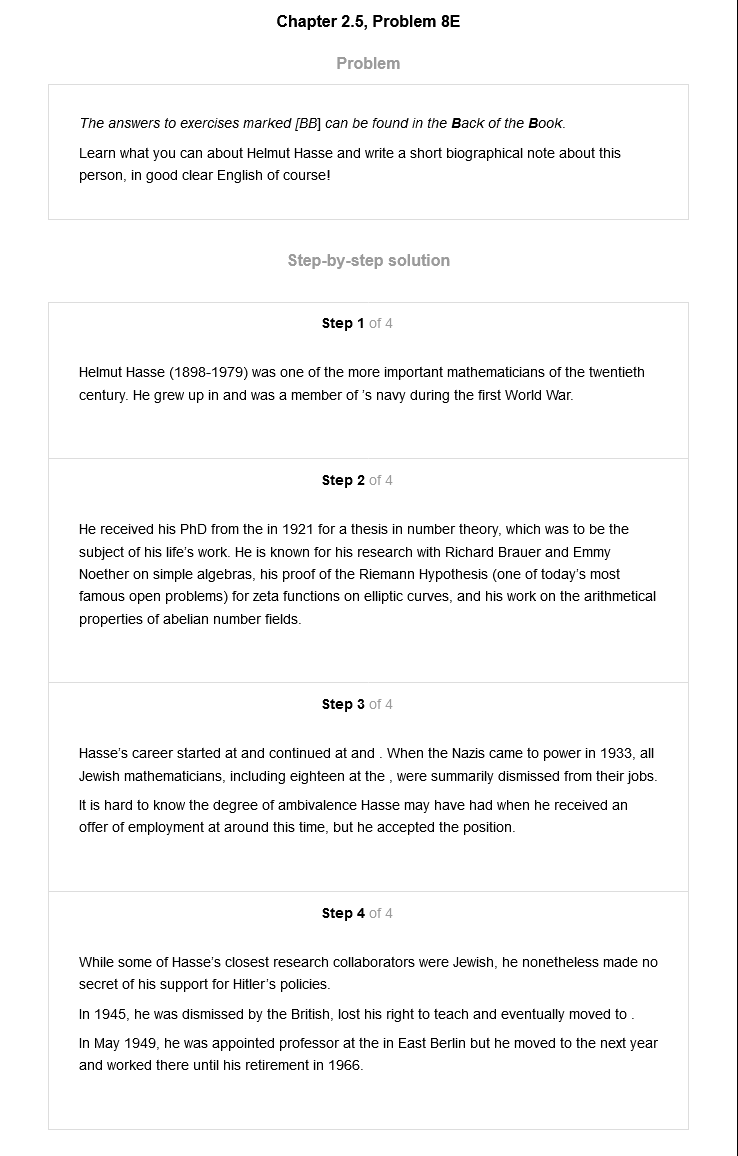 Chapter 2.5, Problem 8E
Problem
The answers to exercises marked [BB] can be found in the Back of the Book.
Learn what you can about Helmut Hasse and write a short biographical note about this
person, in good clear English of course!
Step-by-step solution
Step 1 of 4
Helmut Hasse (1898-1979) was one of the more important mathematicians of the twentieth
century. He grew up in and was a member of 's navy during the first World War.
Step 2 of 4
He received his PhD from the in 1921 for a thesis in number theory, which was to be the
subject of his life's work. He is known for his research with Richard Brauer and Emmy
Noether on simple algebras, his proof of the Riemann Hypothesis (one of today's most
famous open problems) for zeta functions on elliptic curves, and his work on the arithmetical
properties of abelian number fields.
Step 3 of 4
Hasse's career started at and continued at and . When the Nazis came to power in 1933, all
Jewish mathematicians, including eighteen at the , were summarily dismissed from their jobs.
It is hard to know the degree of ambivalence Hasse may have had when he received an
offer of employment at around this time, but he accepted the position.
Step 4 of 4
While some of Hasse's closest research collaborators were Jewish, he nonetheless made no
secret of his support for Hitler's policies.
In 1945, he was dismissed by the British, lost his right to teach and eventually moved to .
In May 1949, he was appointed professor at the in East Berlin but he moved to the next year
and worked there until his retirement in 1966.